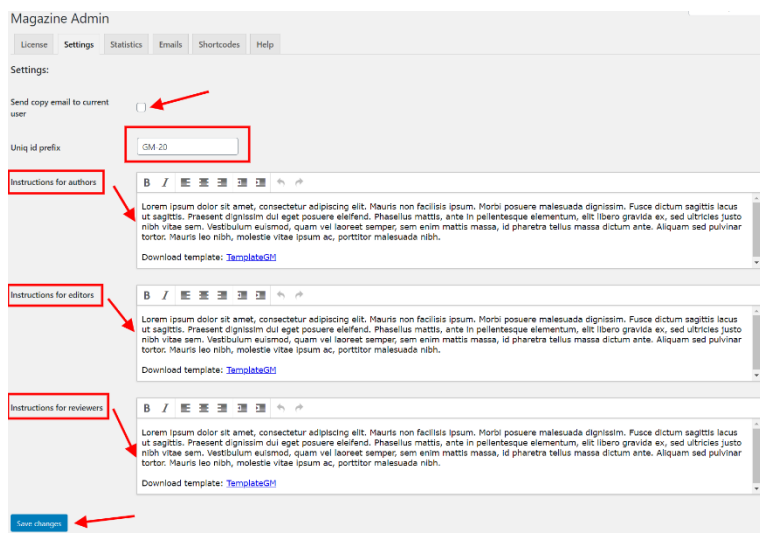 Magazine Admin
License Settings Statistics Emails Shortcodes Help
Settings:
Send copy email to current
user
Uniq id prefix
GM-20
Instructions for authors
B I
Lorem ipsum dolor sit amet, consectetur adipiscing elit. Mauris non facilisis ipsum. Morbi posuere malesuada dignissim. Fusce dictum sagittis lacus
ut sagittis. Praesent dignissim dui eget posuere eleifend. Phasellus mattis, ante in pellentesque elementum, elit libero gravida ex, sed ultricies justo
nibh vitae sem. Vestibulum euismod, quam vel laoreet semper, sem enim mattis massa, id pharetra tellus massa dictum ante. Aliquam sed pulvinar
tortor. Mauris leo nibh, molestie vitae ipsum ac, porttitor malesuada nibh.
Download template: TemplateGM
Instructions for editors
B I
Lorem ipsum dolor sit amet, consectetur adipiscing elit. Mauris non facilisis ipsum. Morbi posuere malesuada dignissim. Fusce dictum sagittis lacus
ut sagittis. Praesent dignissim dui eget posuere eleifend. Phasellus mattis, ante in pellentesque elementum, elit libero gravida ex, sed ultricies justo
nibh vitae sem. Vestibulum euismod, quam vel laoreet semper, sem enim mattis massa, id pharetra tellus massa dictum ante. Aliquam sed pulvinar
tortor. Mauris leo nibh, molestie vitae ipsum ac, porttitor malesuada nibh.
Download template: TemplateGM
Instructions for reviewers
B I
Lorem ipsum dolor sit amet, consectetur adipiscing elit. Mauris non facilisis ipsum. Morbi posuere malesuada dignissim. Fusce dictum sagittis lacus
ut sagittis. Praesent dignissim dui eget posuere eleifend. Phasellus mattis, ante in pellentesque elementum, elit libero gravida ex, sed ultricies justo
nibh vitae sem. Vestibulum euismod, quam vel laoreet semper, sem enim mattis massa, id pharetra tellus massa dictum ante. Aliquam sed pulvinar
tortor. Mauris leo nibh, molestie vitae ipsum ac, porttitor malesuada nibh.
Download template: TemplateGM
Save changes